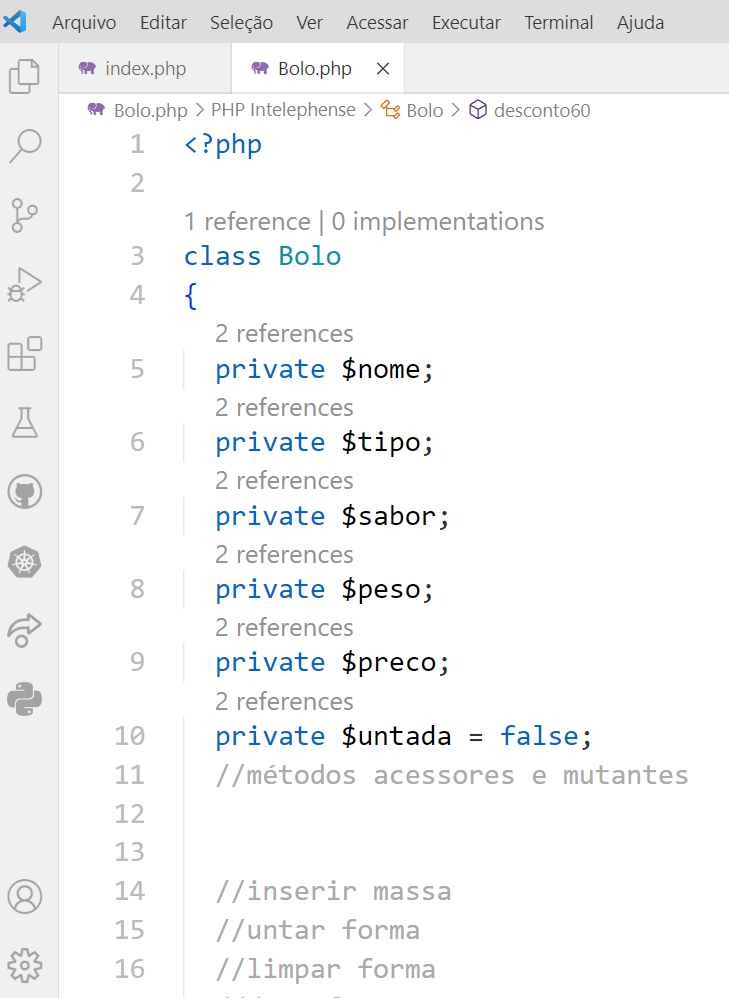 Arquivo Editar Seleção Ver Acessar Executar Terminal Ajuda
index.php Bolo.php
Bolo.php > PHP Intelephense > Bolo > desconto60
1 <?php
2
1 reference | 0 implementations
3 class Bolo
4 {
2 references
5 private $nome;
2 references
6 private $tipo;
2 references
7 private $sabor;
2 references
8 private $peso;
2 references
9 private $preco;
2 references
10 private $untada = false;
11 //métodos acessores e mutantes
12
13
14 //inserir massa
15 //untar forma
16 //limpar forma